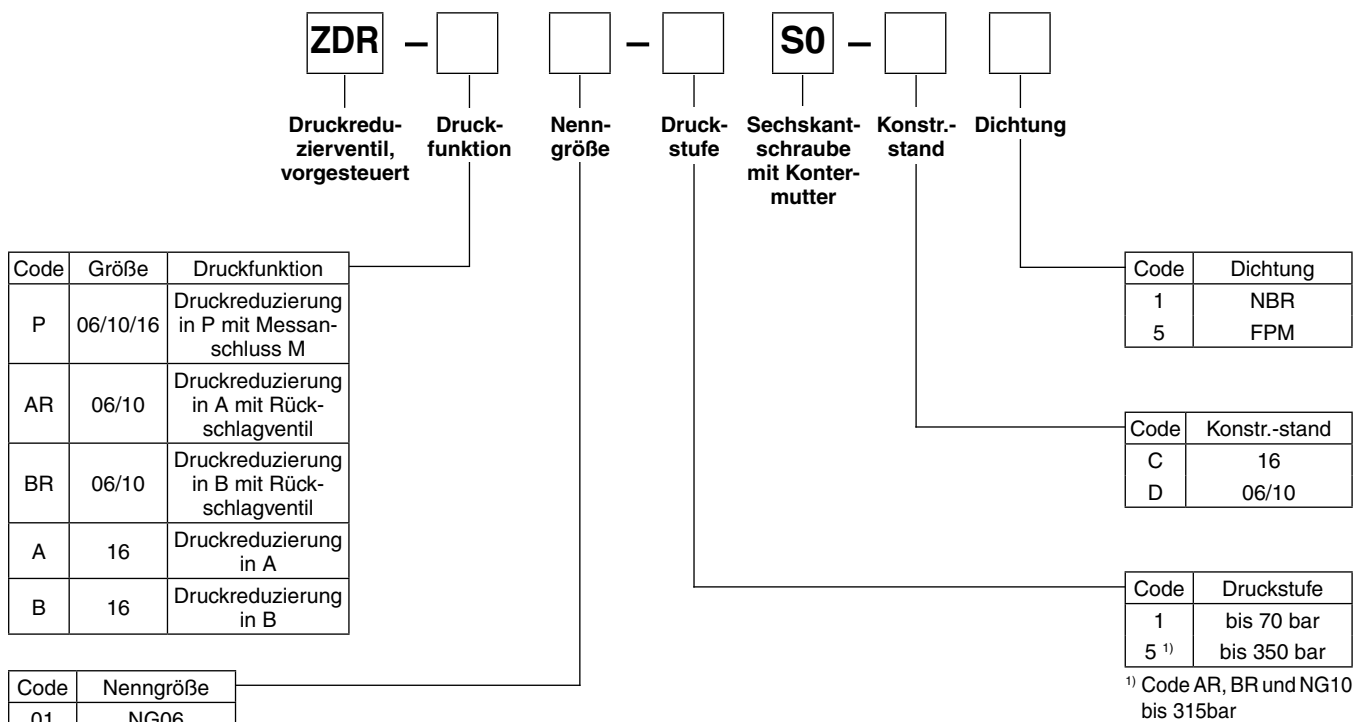 ZDR – – S0 –
Druckredu-
zierventil,
vorgesteuert
Druck-
funktion
Nenn-
größe
Druck-
stufe
Sechskant-
schraube
mit Konter-
mutter
Konstr.-
stand
Dichtung
Code Größe Druckfunktion
P 06/10/16 Druckreduzierung
in P mit Messan-
schluss M
AR 06/10 Druckreduzierung
in A mit Rück-
schlagventil
BR 06/10 Druckreduzierung
in B mit Rück-
schlagventil
A 16 Druckreduzierung
in A
B 16 Druckreduzierung
in B
Code Nenngröße
01 NG06
Code Dichtung
1 NBR
5 FPM
Code Konstr.-stand
C 16
D 06/10
Code Druckstufe
1 bis 70 bar
5 ¹⁾ bis 350 bar
¹⁾ Code AR, BR und NG10
bis 315bar